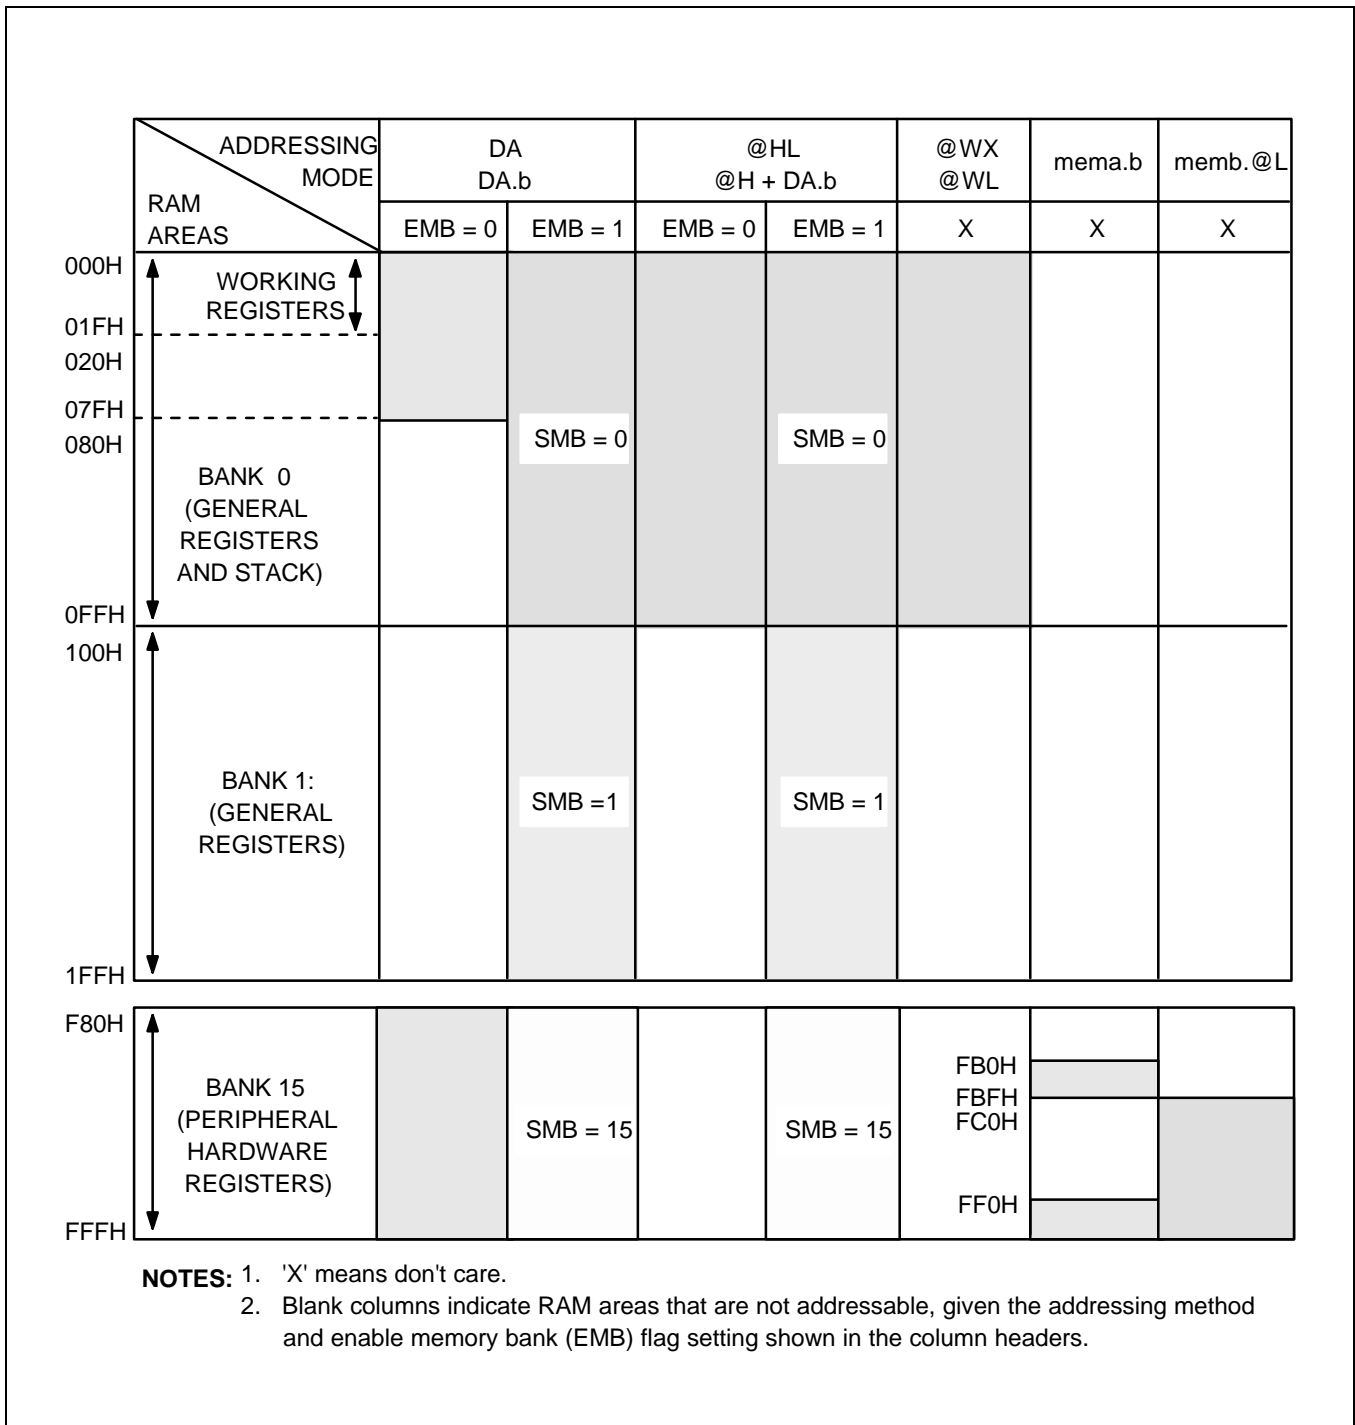 ADDRESSING
MODE
RAM
AREAS
DA
DA.b
@HL
@H + DA.b
@WX
@WL
mema.b
memb.@L
EMB = 0
EMB = 1
EMB = 0
EMB = 1
X
X
X
000H
WORKING
REGISTERS
01FH
020H
07FH
080H
SMB = 0
SMB = 0
BANK 0
(GENERAL
REGISTERS
AND STACK)
0FFH
100H
BANK 1:
(GENERAL
REGISTERS)
SMB =1
SMB = 1
1FFH
F80H
BANK 15
(PERIPHERAL
HARDWARE
REGISTERS)
SMB = 15
SMB = 15
FB0H
FBFH
FC0H
FF0H
FFFH
NOTES: 1. 'X' means don't care.
2. Blank columns indicate RAM areas that are not addressable, given the addressing method
and enable memory bank (EMB) flag setting shown in the column headers.